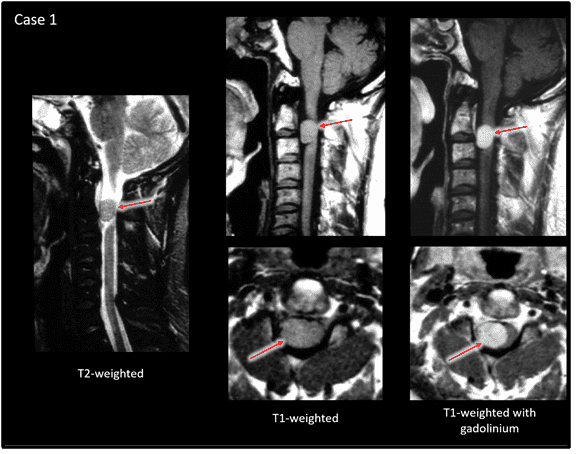 Case 1
T2-weighted
T1-weighted
T1-weighted with
gadolinium